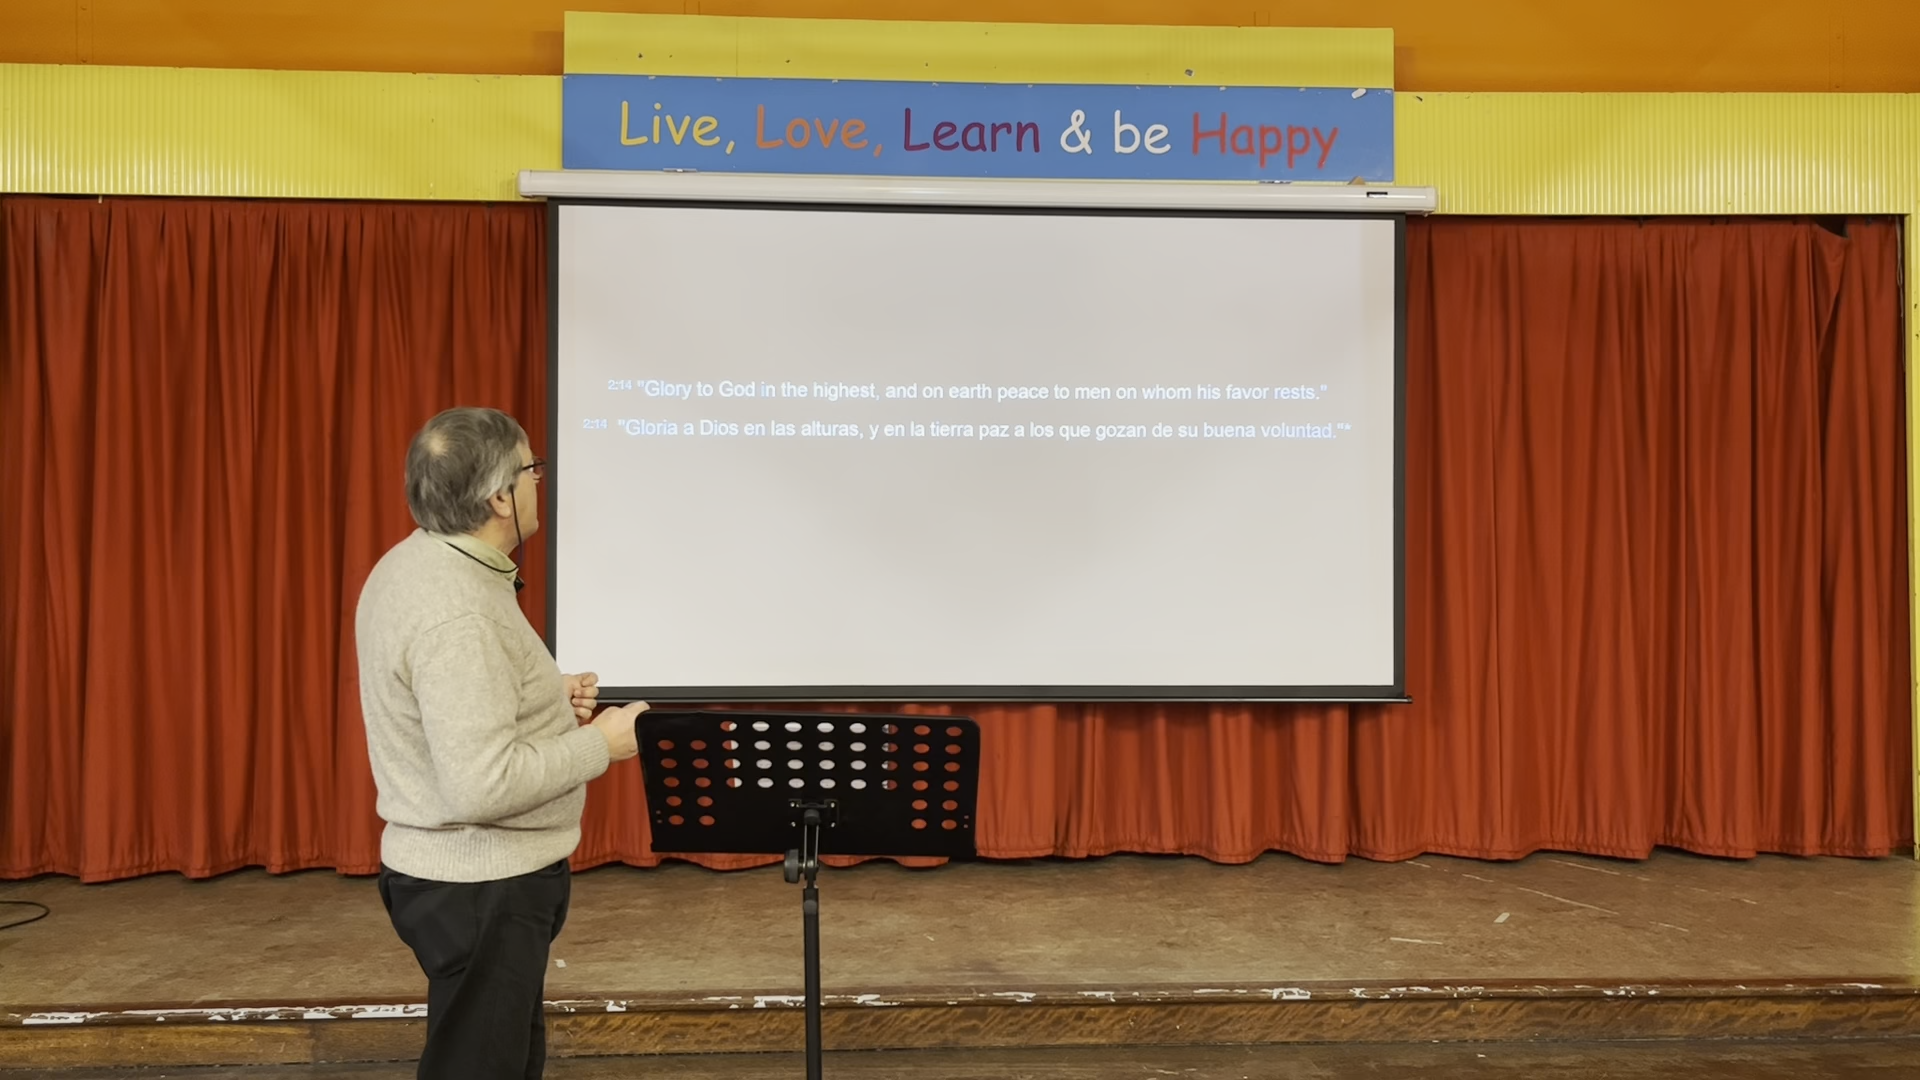 Live, Love, Learn & be Happy
2:14 "Glory to God in the highest, and on earth peace to men on whom his favor rests."
2:14 "Gloria a Dios en las alturas, y en la tierra paz a los que gozan de su buena voluntad."*